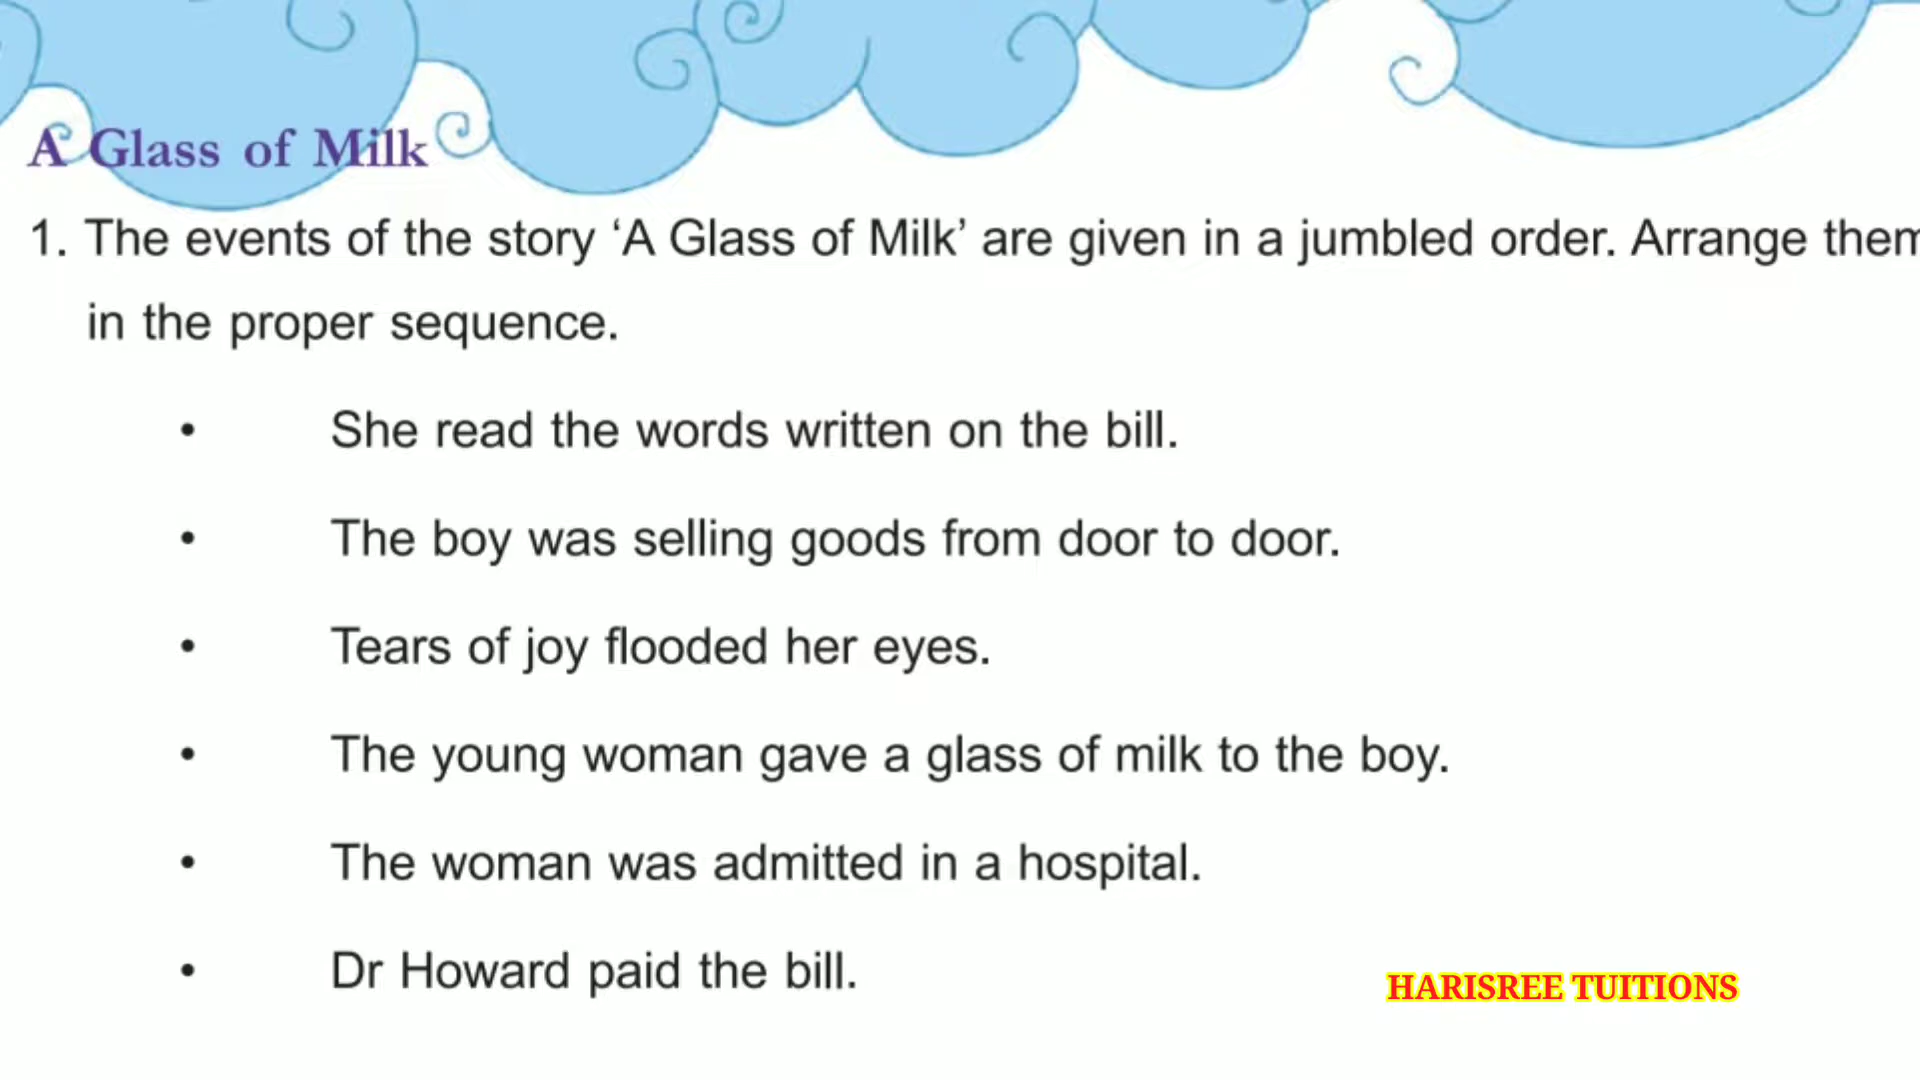 A Glass of Milk
1. The events of the story ‘A Glass of Milk’ are given in a jumbled order. Arrange them
in the proper sequence.
• She read the words written on the bill.
• The boy was selling goods from door to door.
• Tears of joy flooded her eyes.
• The young woman gave a glass of milk to the boy.
• The woman was admitted in a hospital.
• Dr Howard paid the bill.
HARISREE TUITIONS